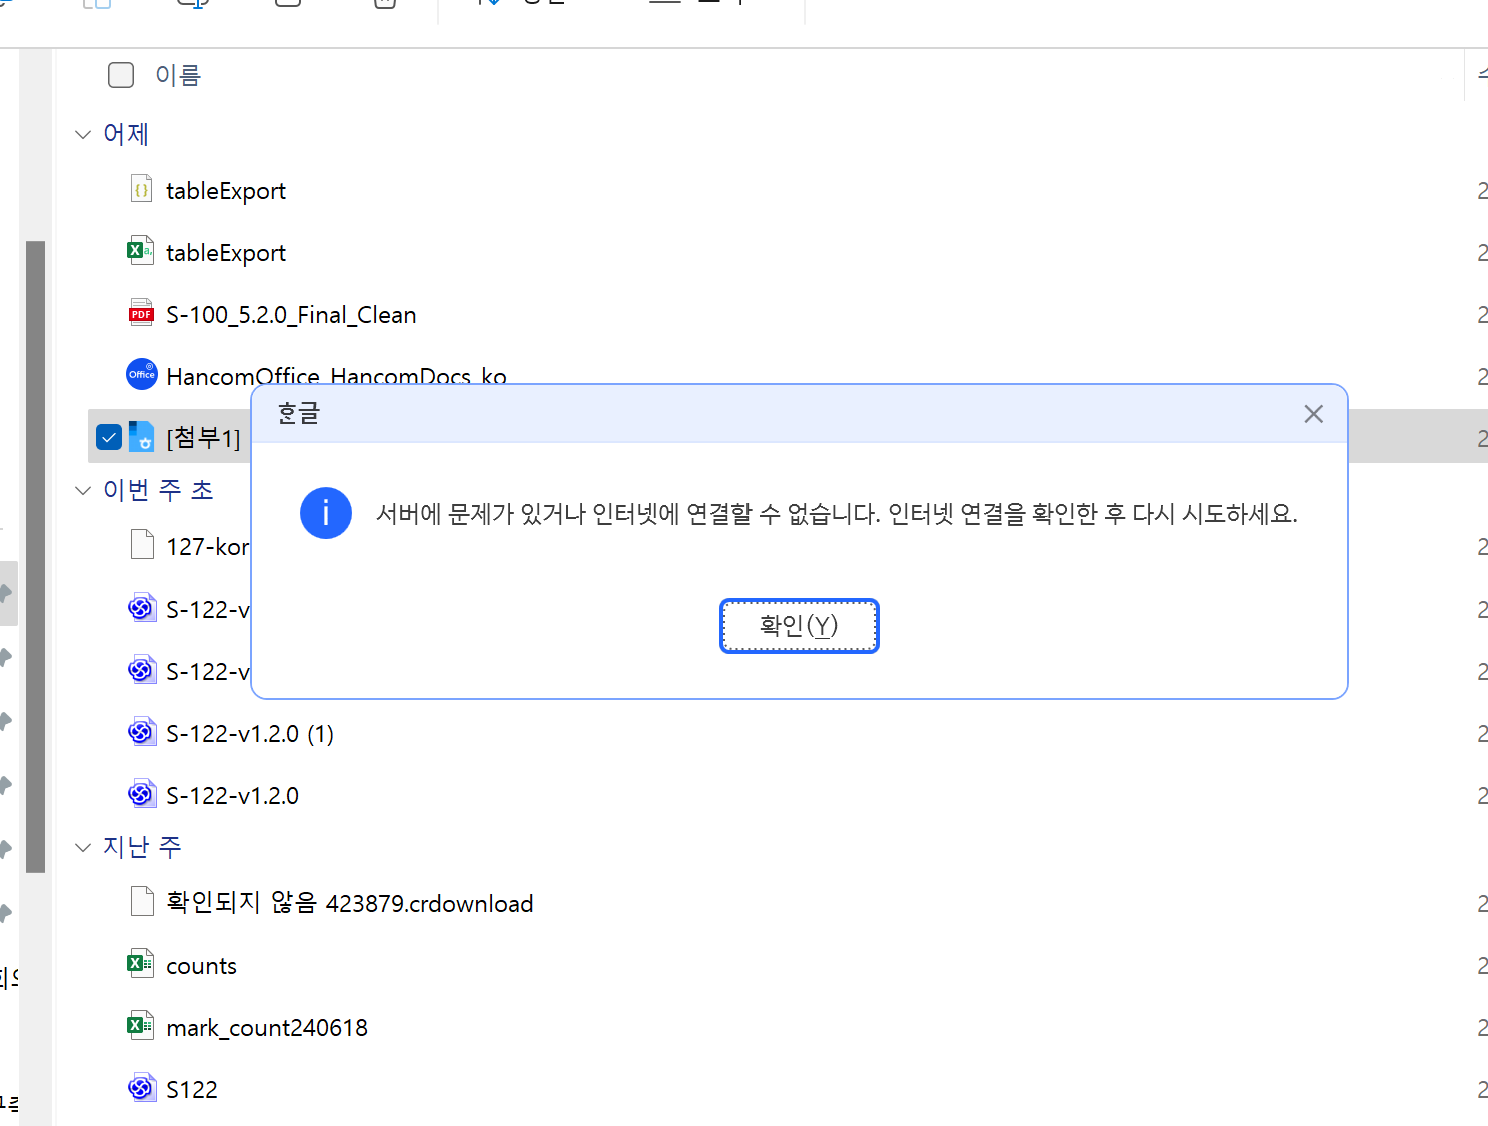 이름
어제
tableExport
tableExport
S-100_5.2.0_Final_Clean
HancomOffice_HancomDocs_ko
[첨부1]
한글
서버에 문제가 있거나 인터넷에 연결할 수 없습니다. 인터넷 연결을 확인한 후 다시 시도하세요.
확인(Y)
이번 주 초
127-kor
S-122-v
S-122-v
S-122-v1.2.0 (1)
S-122-v1.2.0
지난 주
확인되지 않음 423879.crdownload
counts
mark_count240618
S122